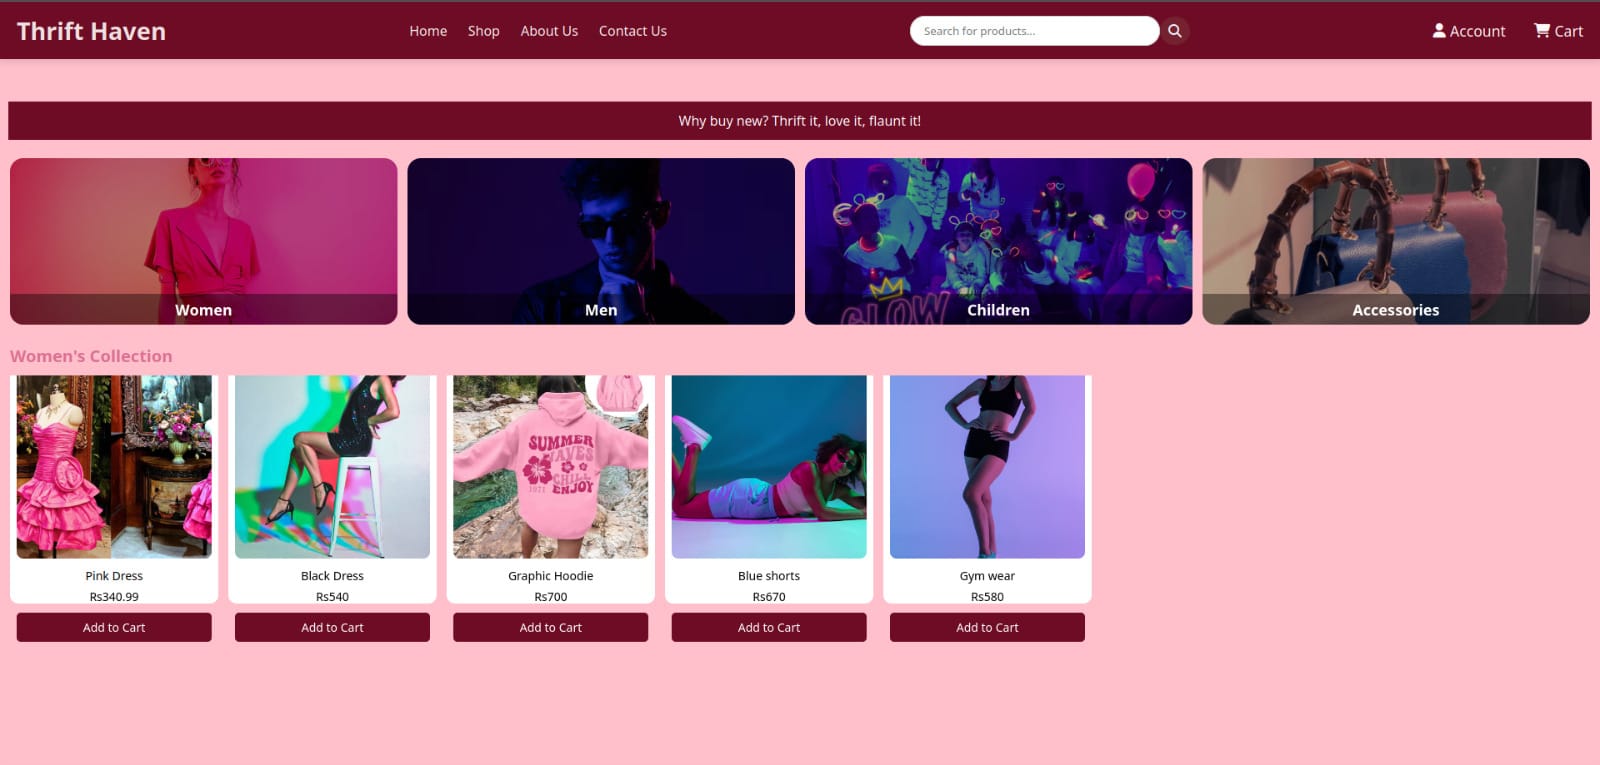 Thrift Haven
Home Shop About Us Contact Us
Search for products...
Account Cart
Why buy new? Thrift it, love it, flaunt it!
GLOW
Women Men Children Accessories
Women's Collection
SUMMER
WAVES
CHILL
1971 ENJOY
Pink Dress Black Dress Graphic Hoodie Blue shorts Gym wear
Rs340.99 Rs540 Rs700 Rs670 Rs580
Add to Cart Add to Cart Add to Cart Add to Cart Add to Cart